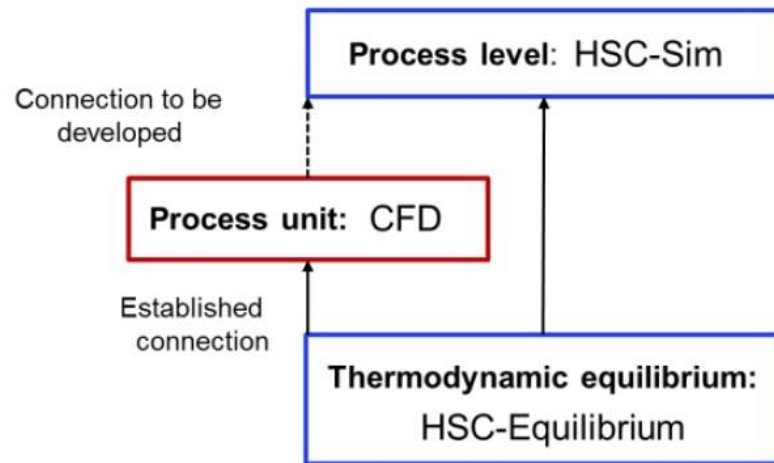 Process level: HSC-Sim
Connection to be
developed
Process unit: CFD
Established
connection
Thermodynamic equilibrium:
HSC-Equilibrium